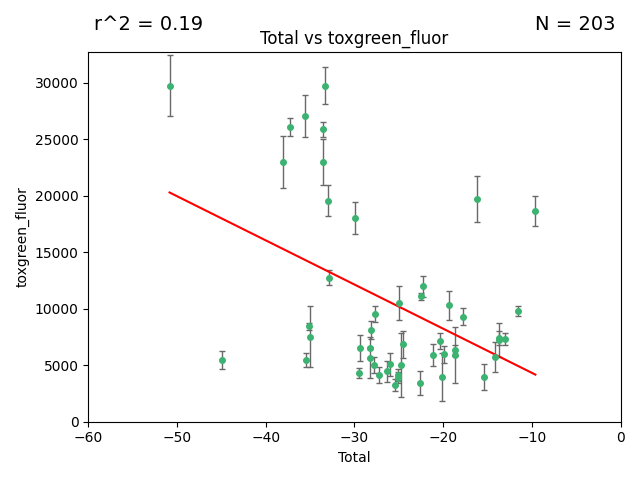 r^2 = 0.19
N = 203
Total vs toxgreen_fluor
30000
25000
20000
15000
10000
5000
0
toxgreen_fluor
−60
−50
−40
−30
−20
−10
0
Total